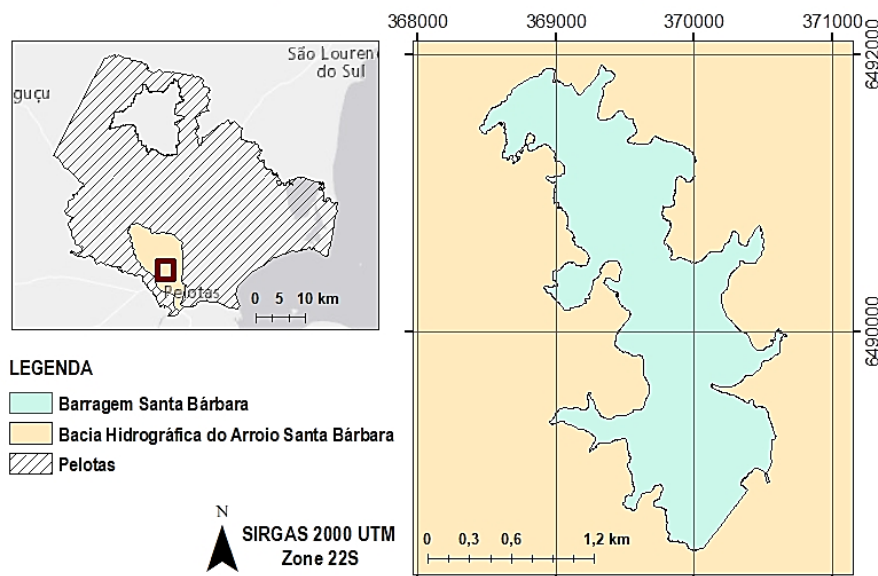 São Louren
do Sul
guçu
Pelotas
0 5 10 km
LEGENDA
Barragem Santa Bárbara
Bacia Hidrográfica do Arroio Santa Bárbara
Pelotas
N
SIRGAS 2000 UTM
Zone 22S
368000 369000 370000 371000
6492000
6490000
0 0,3 0,6 1,2 km